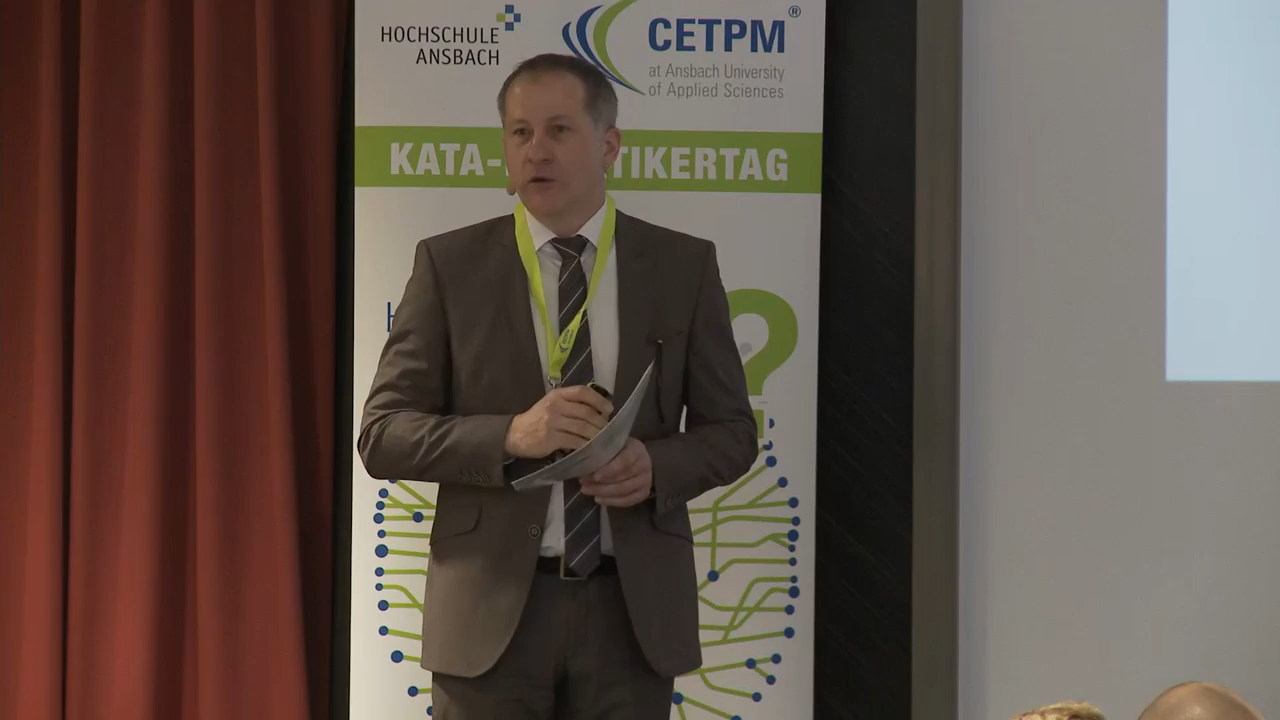 HOCHSCHULE
ANSBACH
CETPM®
at Ansbach University
of Applied Sciences
KATA- TIKERTAG
H ?